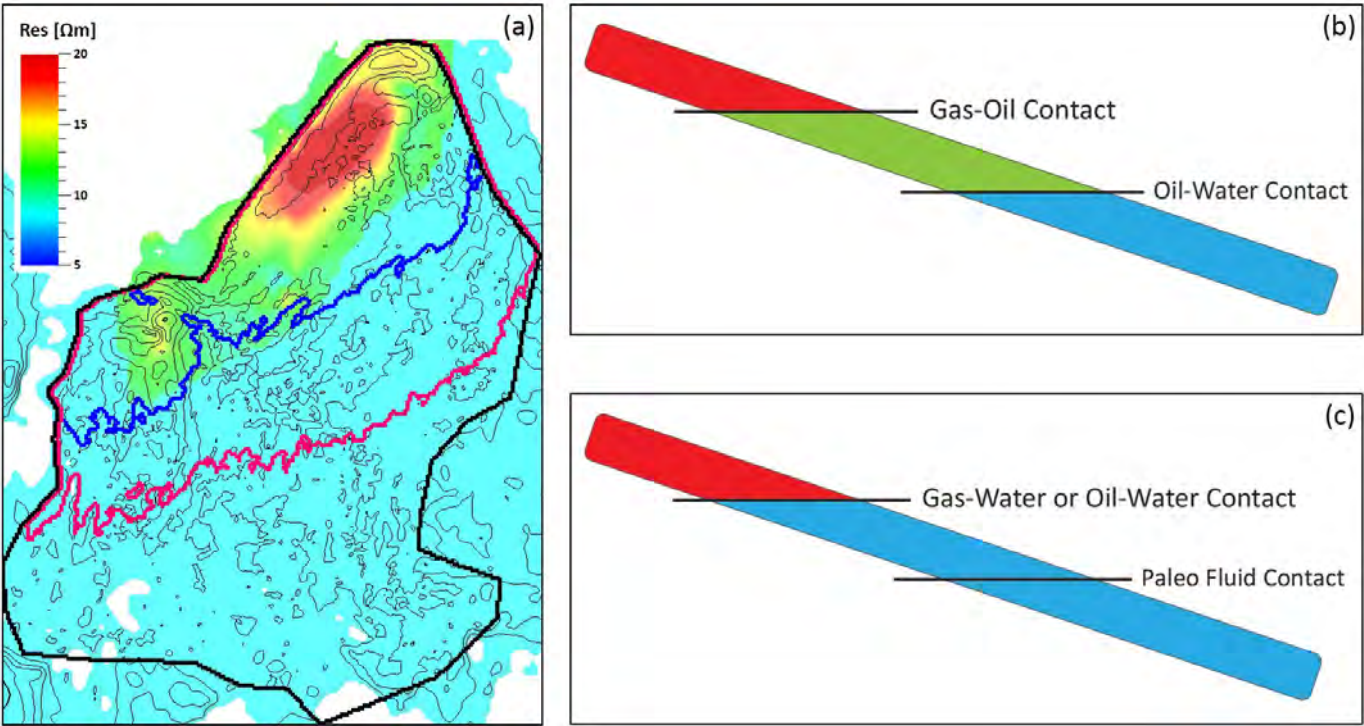 (a)
Res [Ωm]
20
15
10
5
(b)
Gas-Oil Contact
Oil-Water Contact
(c)
Gas-Water or Oil-Water Contact
Paleo Fluid Contact